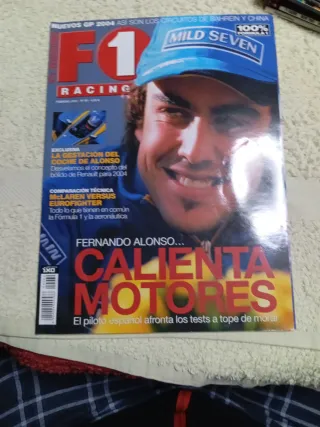 NUEVOS GP 2004 ASÍ SON LOS CIRCUITOS DE BAHREIN Y CHINA
100%
F1
RACING
MILD SEVEN
EXCLUSIVA
LA GESTACIÓN DEL
COCHE DE ALONSO
Desvelamos el concepto del
bólido de Renault para 2004
COMPARACIÓN TÉCNICA
McLAREN VERSUS
EUROFIGHTER
Todo lo que tienen en común
la Fórmula 1 y la aeronáutica
FERNANDO ALONSO...
CALIENTA
MOTORES
El piloto español afronta los tests a tope de moral